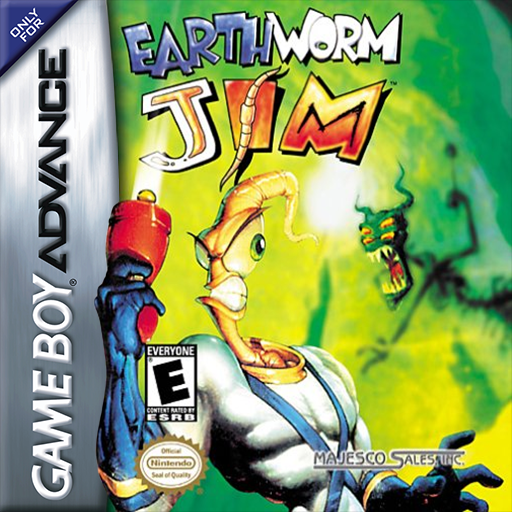 ONLY
FOR
GAME BOY ADVANCE
EARTHWORM
JIM
TM
EVERYONE
E
CONTENT RATED BY
ESRB
Official
Nintendo
Seal of Quality
MAJESCO SALES, INC.